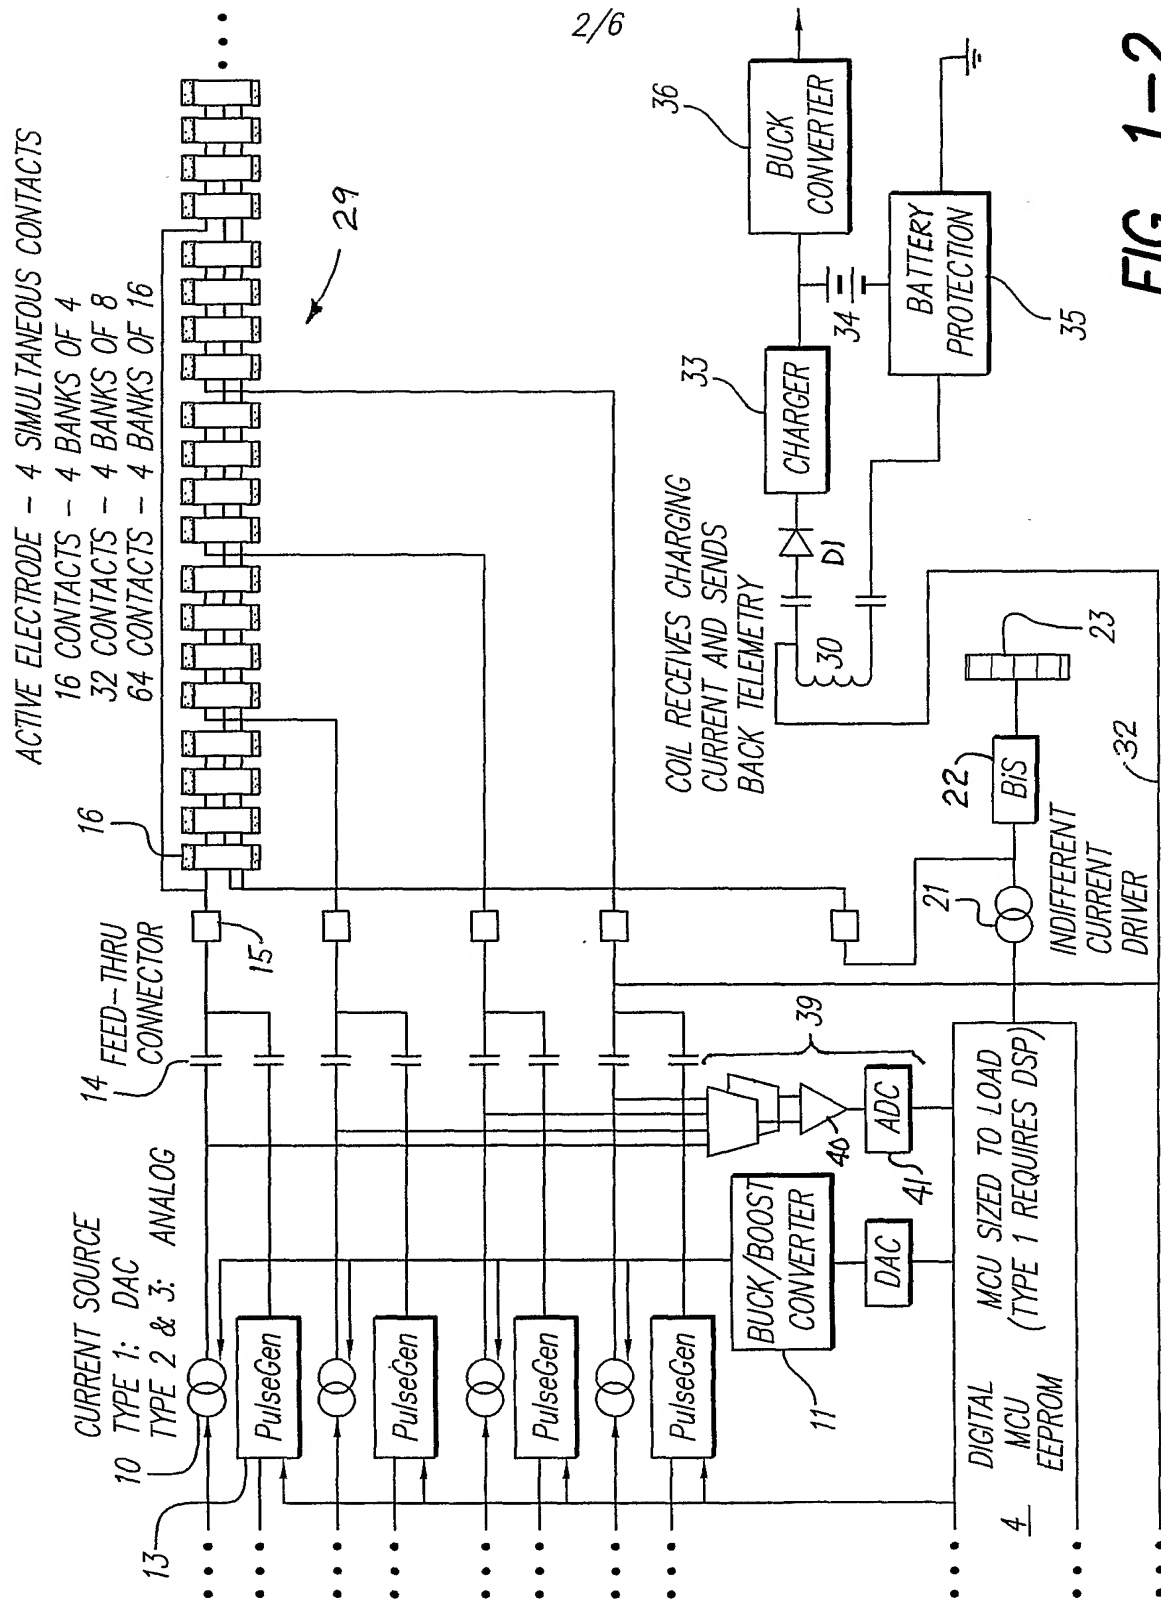 2/6
ACTIVE ELECTRODE – 4 SIMULTANEOUS CONTACTS
16 CONTACTS – 4 BANKS OF 4
32 CONTACTS – 4 BANKS OF 8
64 CONTACTS – 4 BANKS OF 16
29
16
14 FEED-THRU
CONNECTOR
15
CURRENT SOURCE
10 TYPE 1: DAC
TYPE 2 & 3: ANALOG
13
PulseGen
PulseGen
PulseGen
PulseGen
BUCK/BOOST
CONVERTER
11
DAC
39
40
ADC
41
DIGITAL
MCU
EEPROM
4
MCU SIZED TO LOAD
(TYPE 1 REQUIRES DSP)
COIL RECEIVES CHARGING
CURRENT AND SENDS
BACK TELEMETRY
30
D1
CHARGER
33
34
BUCK
CONVERTER
36
BATTERY
PROTECTION
35
21
INDIFFERENT
CURRENT
DRIVER
22
BiS
23
32
FIG. 1–2